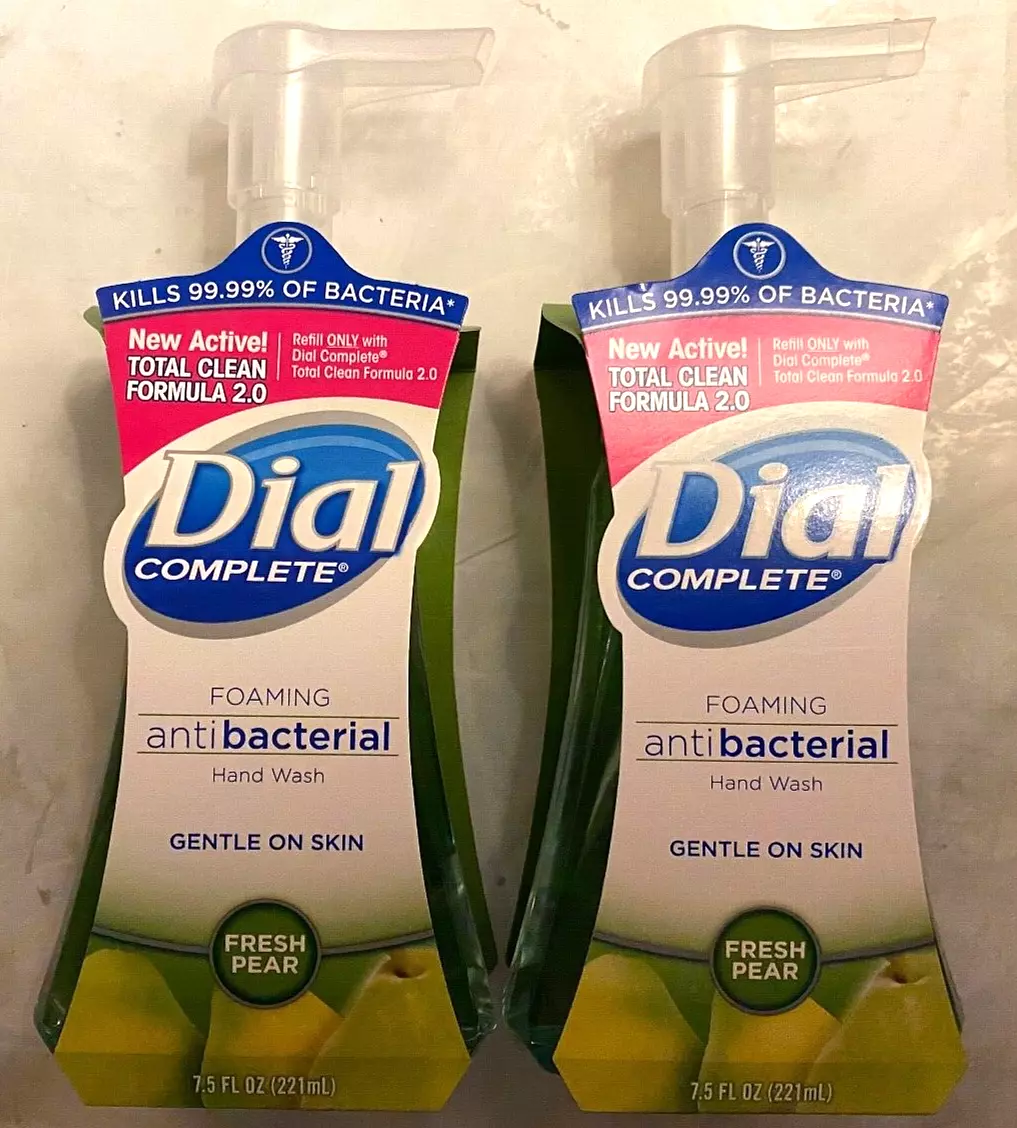 KILLS 99.99% OF BACTERIA*
New Active!
TOTAL CLEAN
FORMULA 2.0
Refill ONLY with
Dial Complete®
Total Clean Formula 2.0
Dial
COMPLETE®
FOAMING
antibacterial
Hand Wash
GENTLE ON SKIN
FRESH
PEAR
7.5 FL OZ (221mL)
KILLS 99.99% OF BACTERIA*
New Active!
TOTAL CLEAN
FORMULA 2.0
Refill ONLY with
Dial Complete®
Total Clean Formula 2.0
Dial
COMPLETE®
FOAMING
antibacterial
Hand Wash
GENTLE ON SKIN
FRESH
PEAR
7.5 FL OZ (221mL)